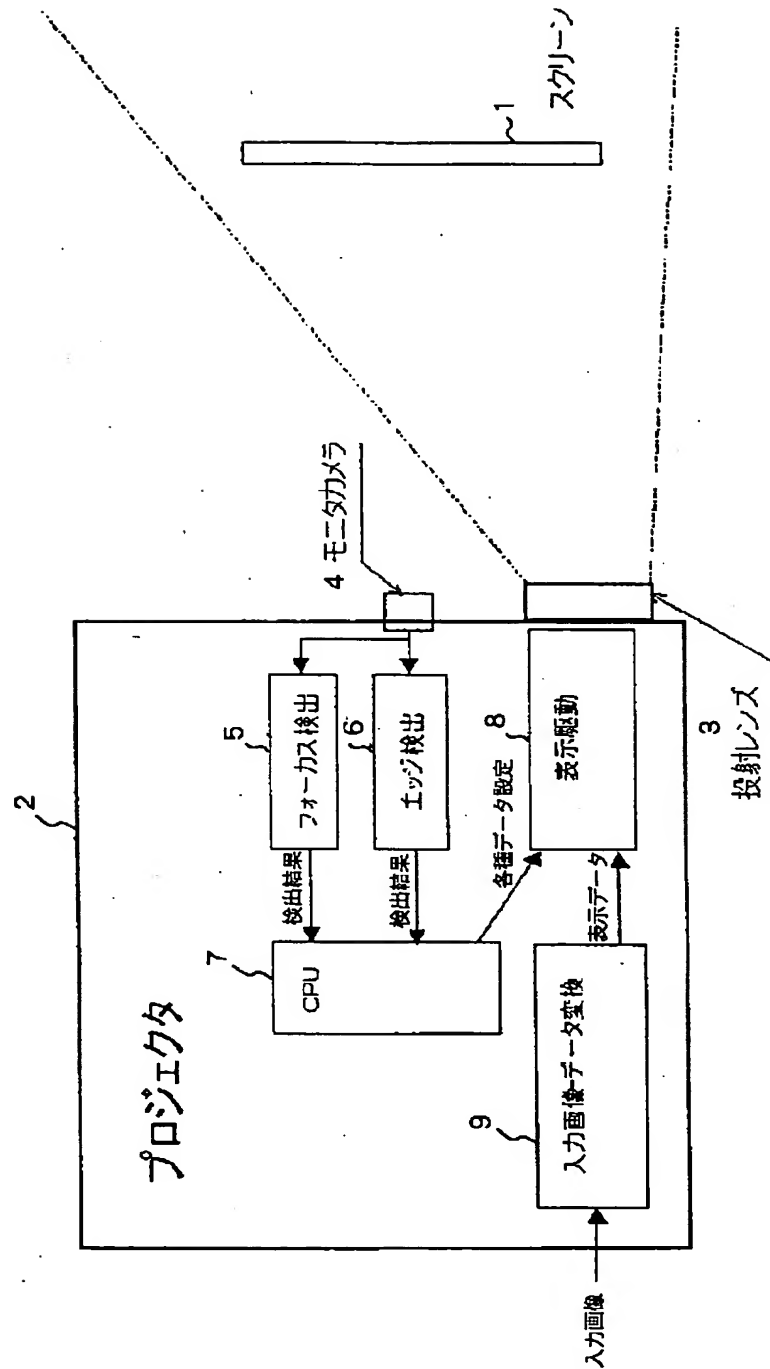 プロジェクタ
2
7
CPU
検出結果
検出結果
5
フォーカス検出
6
エッジ検出
4 モニタカメラ
1
スクリーン
入力画像
9
入力画像データ変換
表示データ
各種データ設定
8
表示駆動
3
投射レンズ